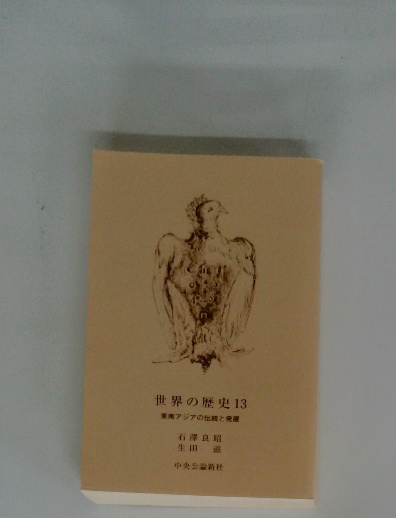 世界の歴史13
東南アジアの伝統と発展
石澤良昭
生田 滋
中央公論新社